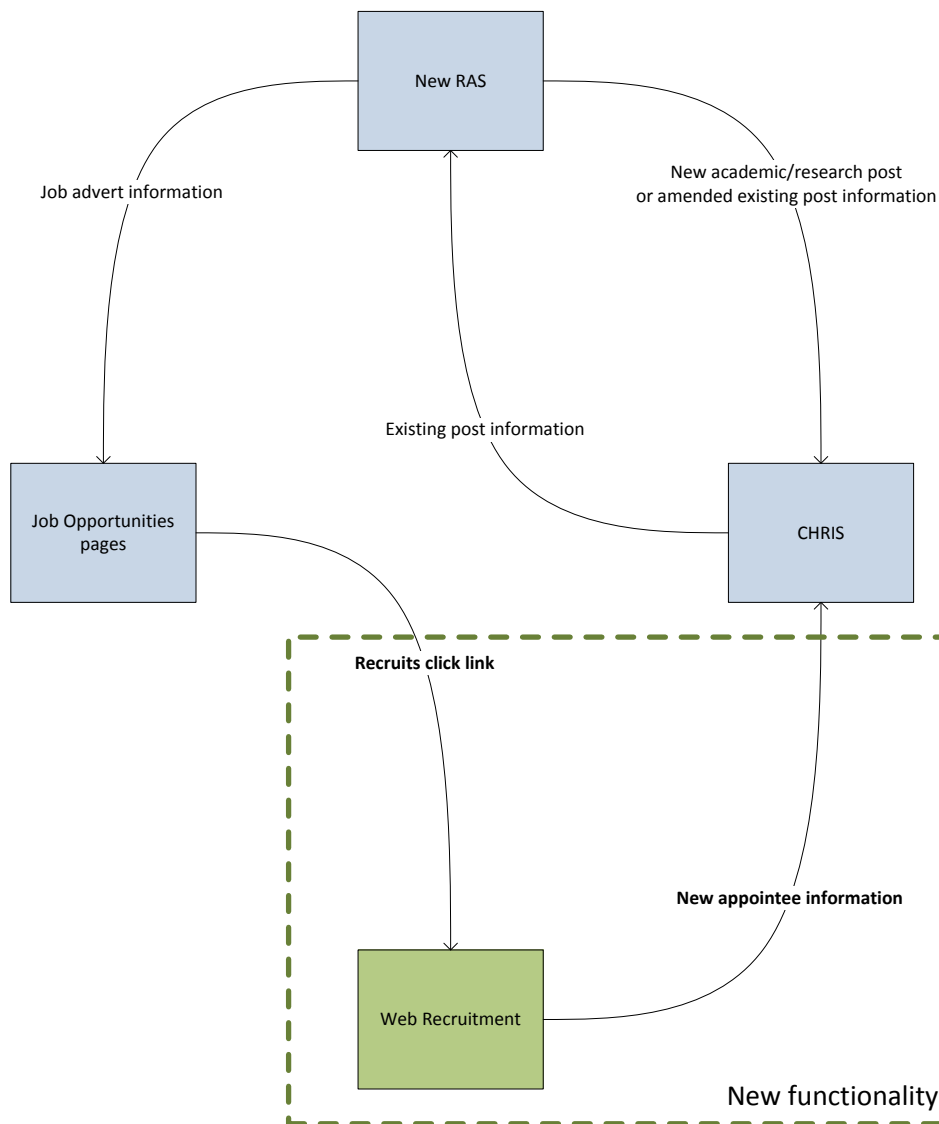 New RAS
Job advert information
New academic/research post
or amended existing post information
Existing post information
Job Opportunities
pages
CHRIS
Recruits click link
New appointee information
Web Recruitment
New functionality